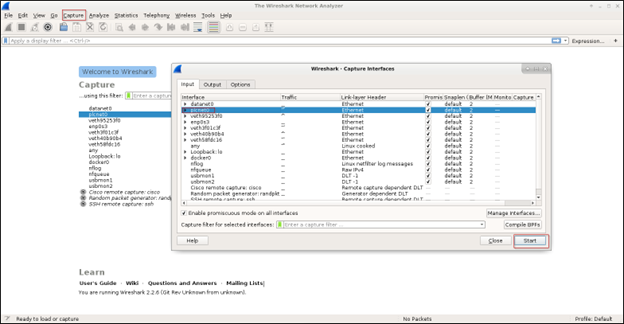 The Wireshark Network Analyzer
File Edit View Go Capture Analyze Statistics Telephony Wireless Tools Help
Apply a display filter ... <Ctrl-/>
Expression... +
Welcome to Wireshark
Capture
...using this filter: Enter a capture
datanet0
plcnet0
veth95253f0
enp0s3
veth3f01c3f
veth40b90b4
veth58fdc16
any
Loopback: lo
docker0
nflog
nfqueue
usbmon1
usbmon2
Cisco remote capture: cisco
Random packet generator: randpkt
SSH remote capture: ssh
Wireshark - Capture Interfaces
Input Output Options
Interface Traffic Link-layer Header Promis Snaplen Buffer (M Monito Capture
datanet0 Ethernet default 2
plcnet0 Ethernet default 2
veth95253f0 Ethernet default 2
enp0s3 Ethernet default 2
veth3f01c3f Ethernet default 2
veth40b90b4 Ethernet default 2
veth58fdc16 Ethernet default 2
any Linux cooked default 2
Loopback: lo Ethernet default 2
docker0 Ethernet default 2
nflog Linux netfilter log messages default 2
nfqueue Raw IPv4 default 2
usbmon1 DLT -1 default 2
usbmon2 DLT -1 default 2
Cisco remote capture: cisco Remote capture dependent DLT
Random packet generator: randpkt Generator dependent DLT
SSH remote capture: ssh Remote capture dependent DLT
Enable promiscuous mode on all interfaces
Manage Interfaces...
Capture filter for selected interfaces: Enter a capture filter ...
Compile BPFs
Help
Close
Start
Learn
User's Guide · Wiki · Questions and Answers · Mailing Lists
You are running Wireshark 2.2.6 (Git Rev Unknown from unknown).
Ready to load or capture
No Packets
Profile: Default